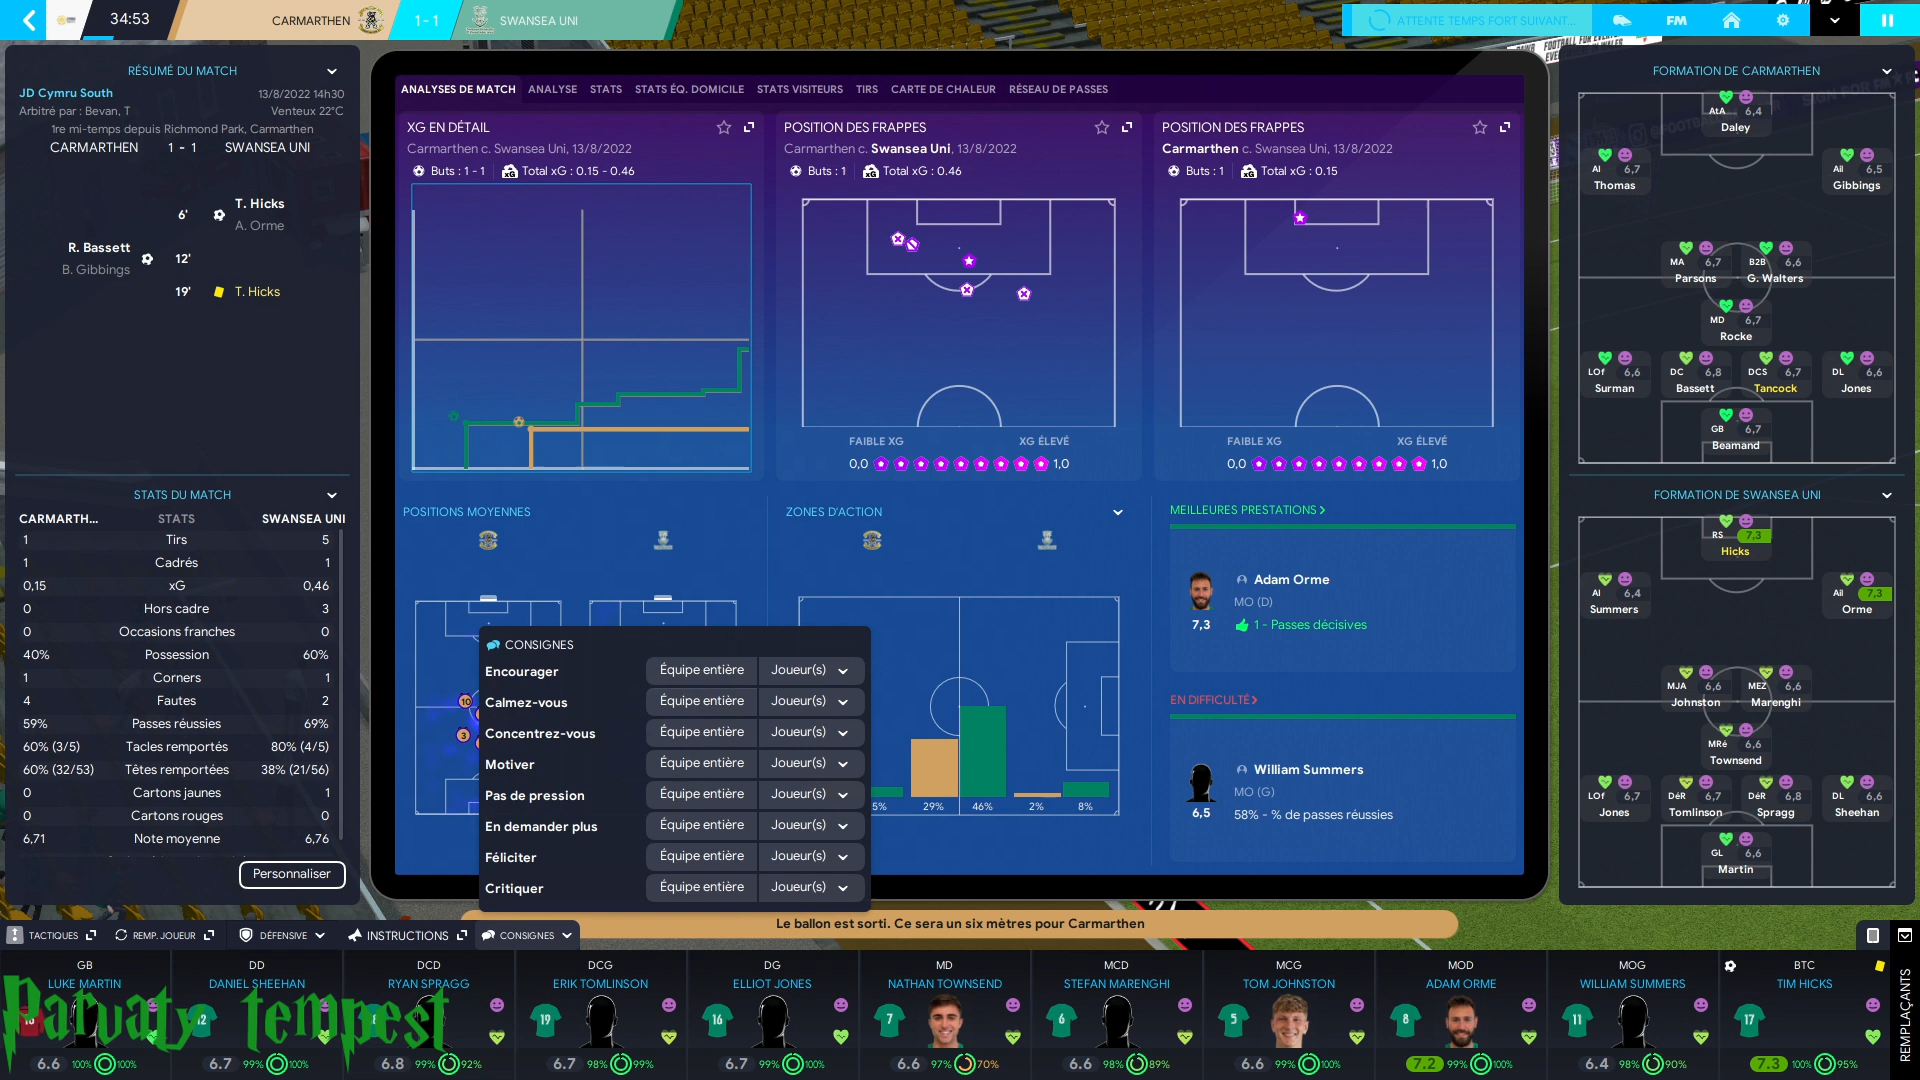 34:53
CARMARTHEN
1 - 1
SWANSEA UNI
ATTENTE TEMPS FORT SUIVANT...
FM
RÉSUMÉ DU MATCH
JD Cymru South
13/8/2022 14h30
Arbitré par : Bevan, T
Venteux 22°C
1re mi-temps depuis Richmond Park, Carmarthen
CARMARTHEN 1 - 1 SWANSEA UNI
6' T. Hicks
A. Orme
R. Bassett 12'
B. Gibbings
19' T. Hicks
STATS DU MATCH
CARMARTH... STATS SWANSEA UNI
1 Tirs 5
1 Cadrés 1
0,15 xG 0,46
0 Hors cadre 3
0 Occasions franches 0
40% Possession 60%
1 Corners 1
4 Fautes 2
59% Passes réussies 69%
60% (3/5) Tacles remportés 80% (4/5)
60% (32/53) Têtes remportées 38% (21/56)
0 Cartons jaunes 1
0 Cartons rouges 0
6,71 Note moyenne 6,76
Personnaliser
ANALYSES DE MATCH ANALYSE STATS STATS ÉQ. DOMICILE STATS VISITEURS TIRS CARTE DE CHALEUR RÉSEAU DE PASSES
XG EN DÉTAIL
Carmarthen c. Swansea Uni, 13/8/2022
Buts : 1 - 1 xG Total xG : 0.15 - 0.46
POSITION DES FRAPPES
Carmarthen c. Swansea Uni, 13/8/2022
Buts : 1 xG Total xG : 0.46
FAIBLE XG XG ÉLEVÉ
0,0 1,0
POSITION DES FRAPPES
Carmarthen c. Swansea Uni, 13/8/2022
Buts : 1 xG Total xG : 0.15
FAIBLE XG XG ÉLEVÉ
0,0 1,0
POSITIONS MOYENNES
10
3
ZONES D'ACTION
5% 29% 46% 2% 8%
MEILLEURES PRESTATIONS
Adam Orme
MO (D)
7,3 1 - Passes décisives
EN DIFFICULTÉ
William Summers
MO (G)
6,5 58% - % de passes réussies
CONSIGNES
Encourager Équipe entière Joueur(s)
Calmez-vous Équipe entière Joueur(s)
Concentrez-vous Équipe entière Joueur(s)
Motiver Équipe entière Joueur(s)
Pas de pression Équipe entière Joueur(s)
En demander plus Équipe entière Joueur(s)
Féliciter Équipe entière Joueur(s)
Critiquer Équipe entière Joueur(s)
FORMATION DE CARMARTHEN
AtA 6,4
Daley
AI 6,7
Thomas
Ail 6,5
Gibbings
MA 6,7
Parsons
B2B 6,6
G. Walters
MD 6,7
Rocke
LOf 6,6
Surman
DC 6,8
Bassett
DCS 6,7
Tancock
DL 6,6
Jones
GB 6,7
Beamand
FORMATION DE SWANSEA UNI
RS 7,3
Hicks
AI 6,4
Summers
Ail 7,3
Orme
MJA 6,6
Johnston
MEZ 6,6
Marenghi
MRé 6,6
Townsend
LOf 6,7
Jones
DéR 6,7
Tomlinson
DéR 6,8
Spragg
DL 6,6
Sheehan
GL 6,6
Martin
Le ballon est sorti. Ce sera un six mètres pour Carmarthen
TACTIQUES REMP. JOUEUR DÉFENSIVE INSTRUCTIONS CONSIGNES
GB
LUKE MARTIN
6.6 100% 100%
DD
DANIEL SHEEHAN
6.7 99% 100%
DCD
RYAN SPRAGG
6.8 99% 92%
DCG
ERIK TOMLINSON
19
6.7 98% 99%
DG
ELLIOT JONES
16
6.7 99% 100%
MD
NATHAN TOWNSEND
7
6.6 97% 70%
MCD
STEFAN MARENGHI
6
6.6 98% 89%
MCG
TOM JOHNSTON
5
6.6 99% 100%
MOD
ADAM ORME
8
7.2 99% 100%
MOG
WILLIAM SUMMERS
11
6.4 98% 90%
BTC
TIM HICKS
17
7.3 100% 95%
REMPLAÇANTS
Parvaty tempest